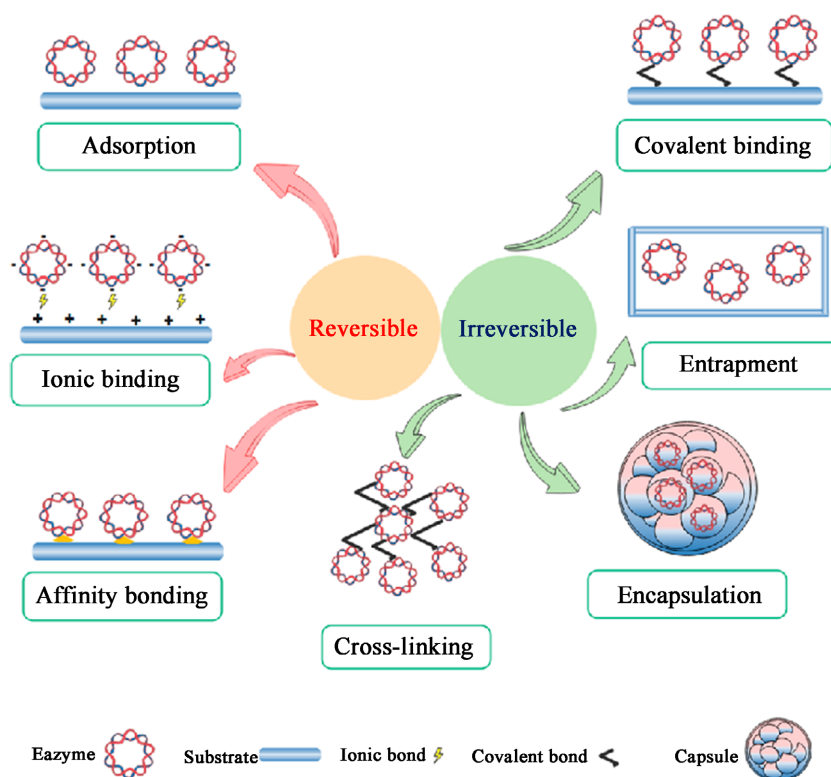 Adsorption
Covalent binding
Reversible
Irreversible
Ionic binding
Entrapment
Affinity bonding
Encapsulation
Cross-linking
Eazyme
Substrate
Ionic bond
Covalent bond
Capsule